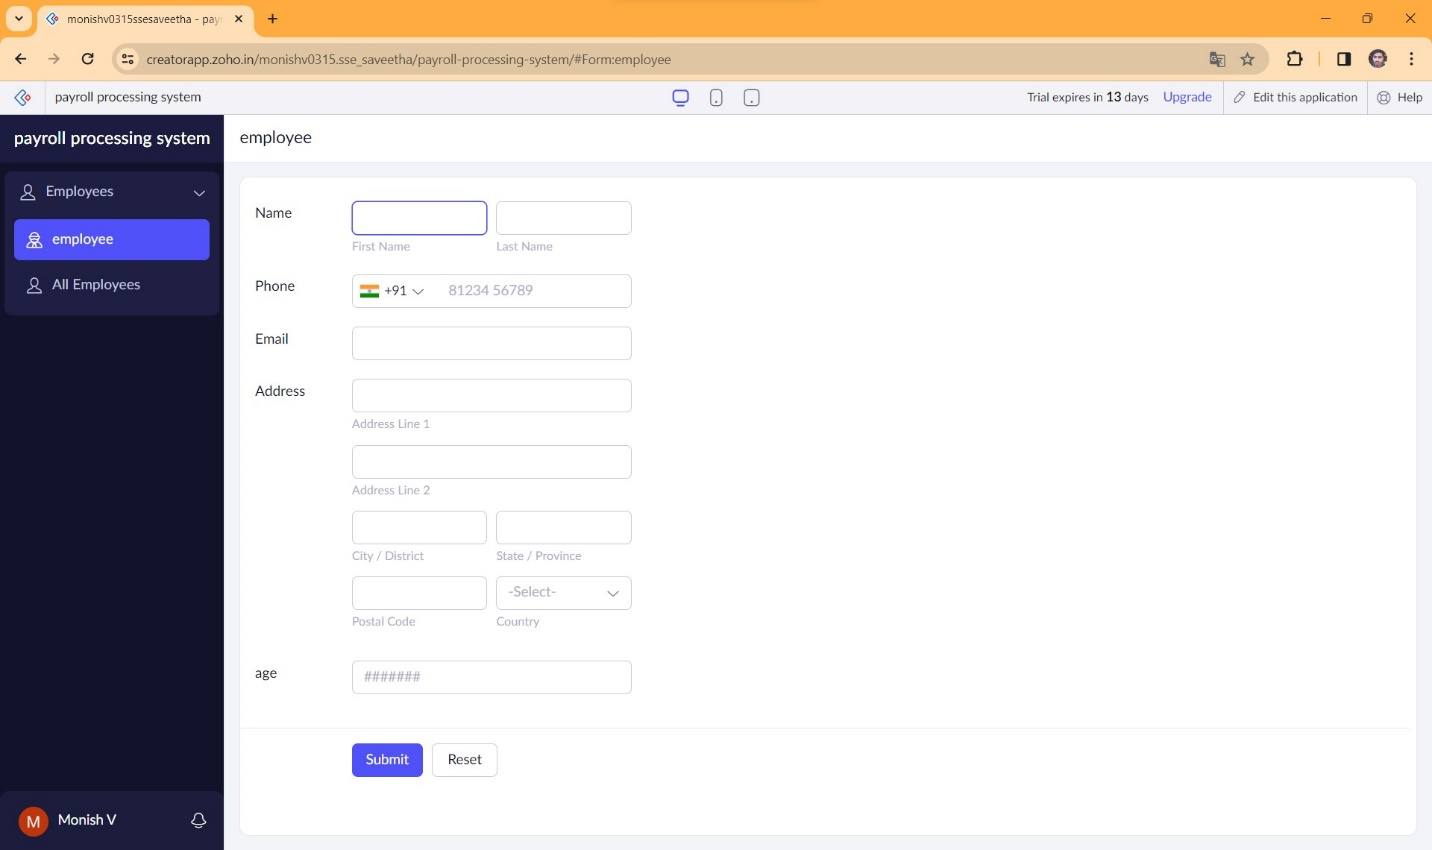 monishv0315ssesaveetha - pay
creatorapp.zoho.in/monishv0315.sse_saveetha/payroll-processing-system/#Form:employee
payroll processing system
Trial expires in 13 days Upgrade Edit this application Help
payroll processing system
employee
Employees
employee
All Employees
Name
First Name Last Name
Phone +91 81234 56789
Email
Address
Address Line 1
Address Line 2
City / District State / Province
-Select-
Postal Code Country
age #######
Submit Reset
M Monish V